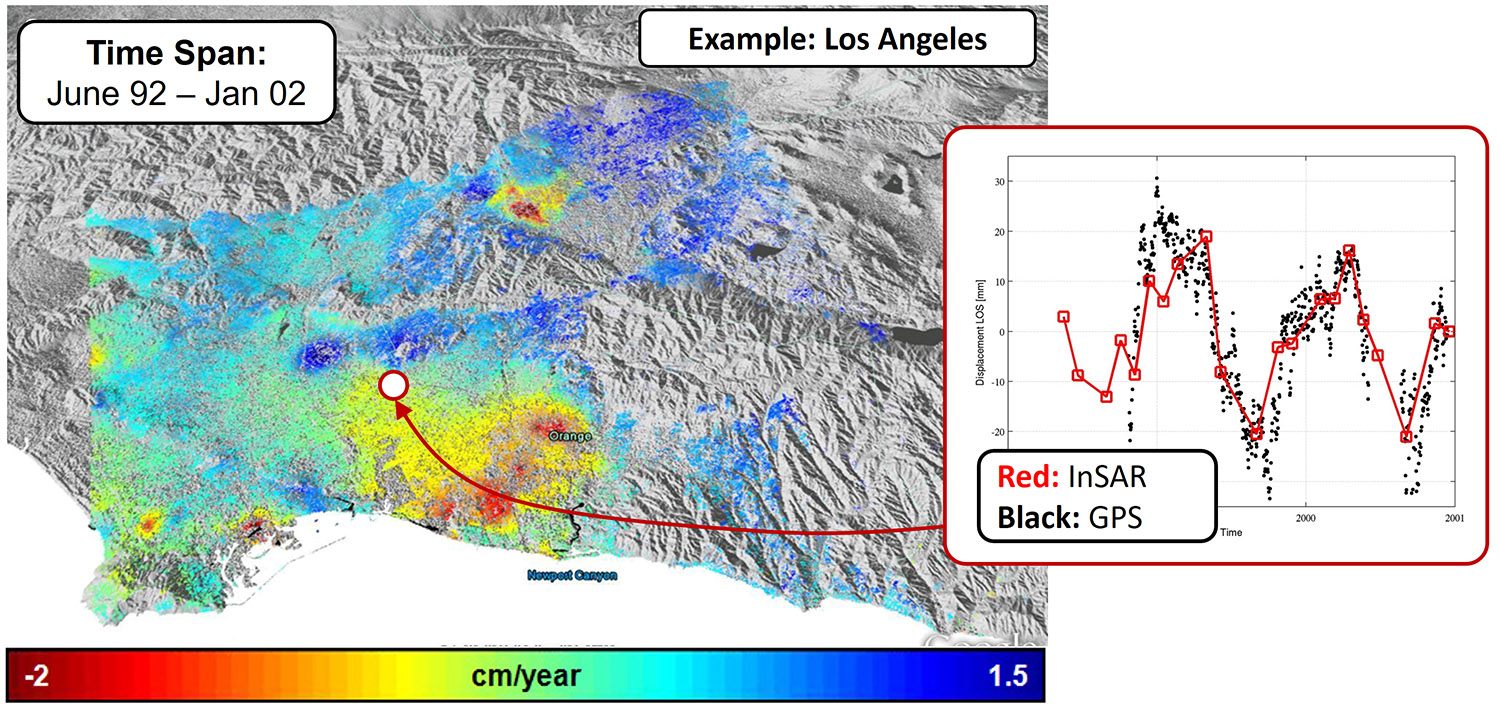 Time Span:
June 92 – Jan 02
Example: Los Angeles
Orange
Newport Canyon
-2
cm/year
1.5
30
20
10
0
-10
-20
Displacement LOS [mm]
2000
2001
Time
Red: InSAR
Black: GPS